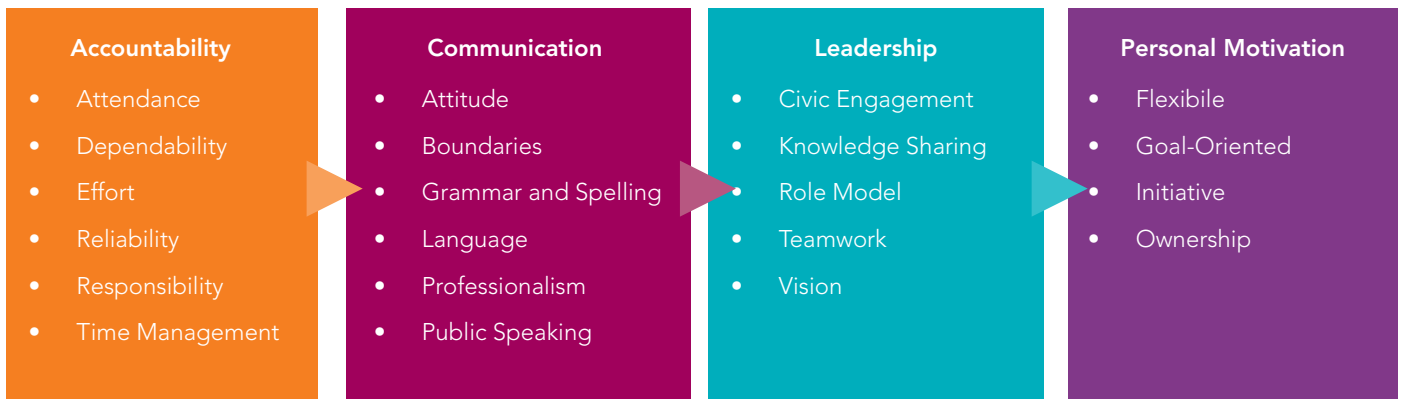 Accountability
• Attendance
• Dependability
• Effort
• Reliability
• Responsibility
• Time Management
Communication
• Attitude
• Boundaries
• Grammar and Spelling
• Language
• Professionalism
• Public Speaking
Leadership
• Civic Engagement
• Knowledge Sharing
• Role Model
• Teamwork
• Vision
Personal Motivation
• Flexibile
• Goal-Oriented
• Initiative
• Ownership